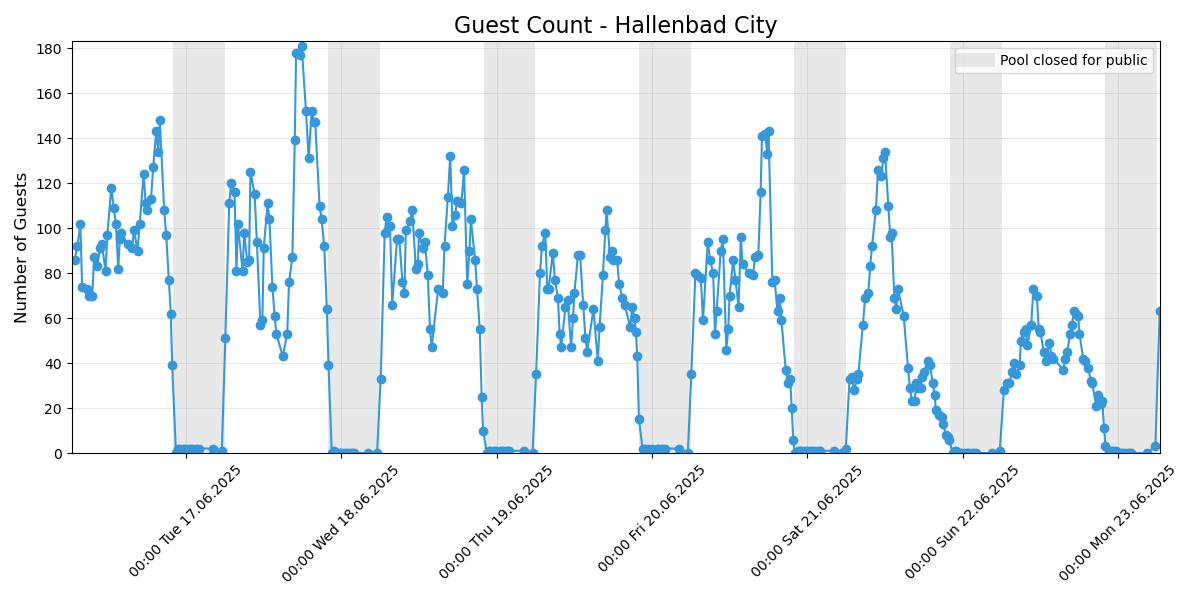 Guest Count - Hallenbad City
Pool closed for public
Number of Guests
180
160
140
120
100
80
60
40
20
0
00:00 Tue 17.06.2025
00:00 Wed 18.06.2025
00:00 Thu 19.06.2025
00:00 Fri 20.06.2025
00:00 Sat 21.06.2025
00:00 Sun 22.06.2025
00:00 Mon 23.06.2025